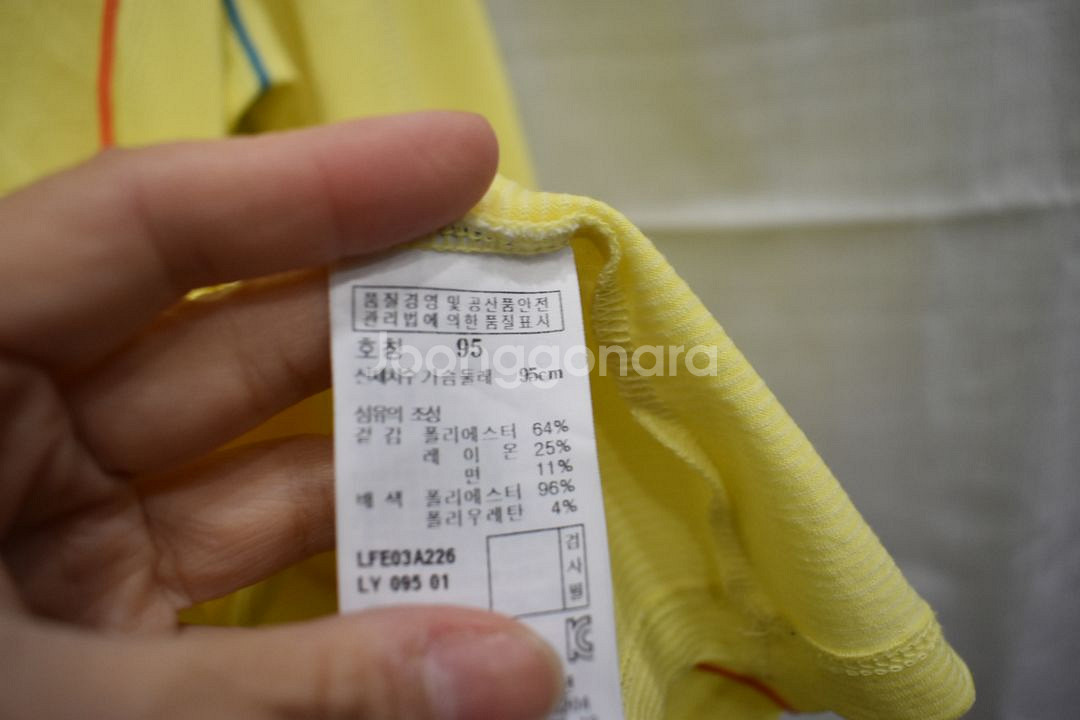 품질경영 및 공산품안전
관리법에 의한 품질표시
호칭 95
신체치수 가슴둘레 95cm
Joonggonara
섬유의 조성
겉감 폴리에스터 64%
레이온 25%
면 11%
배색 폴리에스터 96%
폴리우레탄 4%
LFE03A226
LY 095 01
검사필